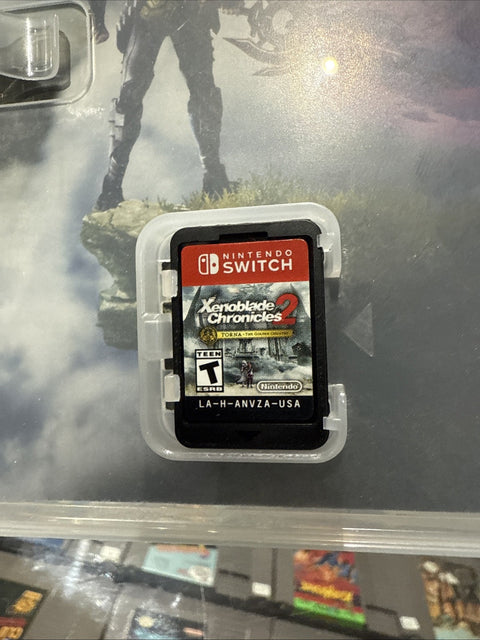 NINTENDO
SWITCH
Xenoblade
Chronicles 2
TORNA - THE GOLDEN COUNTRY
TEEN
T
ESRB
Nintendo
LA-H-ANVZA-USA